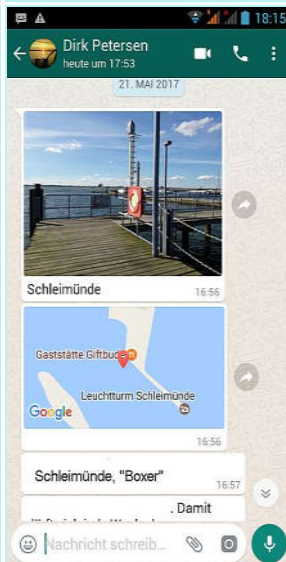 18:15
Dirk Petersen
heute um 17:53
21. MAI 2017
Schleimünde
16:56
Gaststätte Giftbude
Leuchtturm Schleimünde
Google
16:56
Schleimünde, "Boxer"
16:57
. Damit
Nachricht schreib...